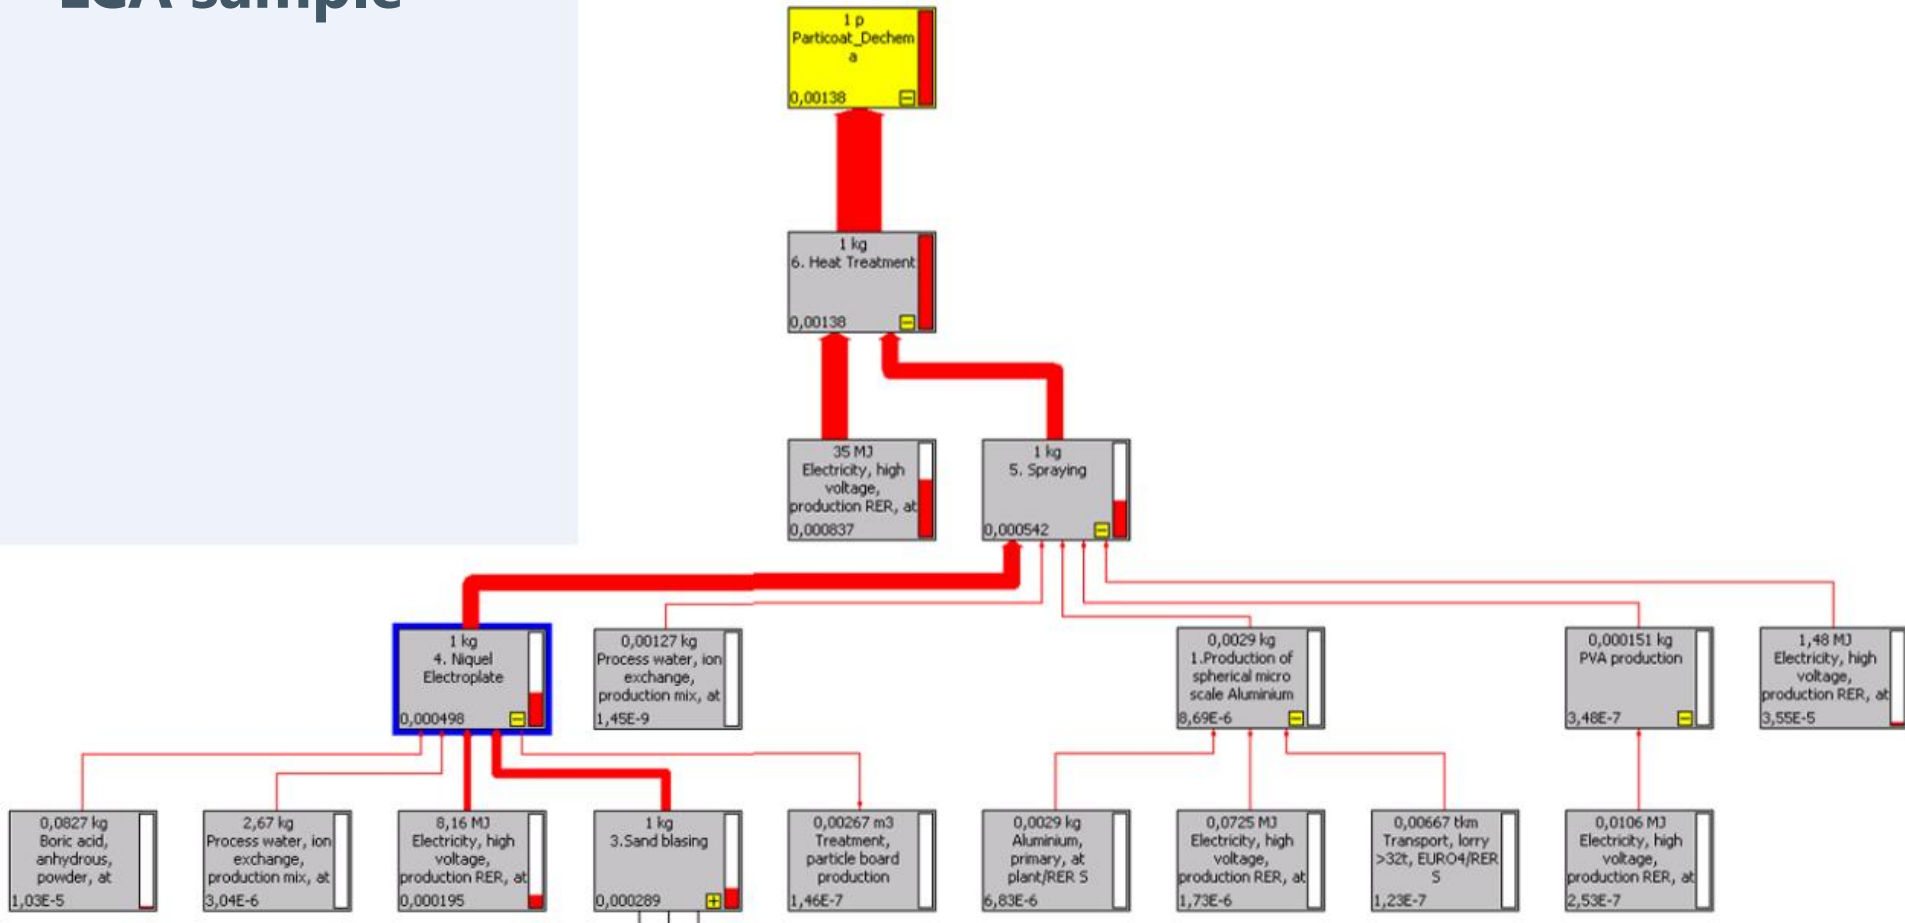 LCA sample
1 p
Particoat_Dechem
a
0,00138
1 kg
6. Heat Treatment
0,00138
35 MJ
Electricity, high
voltage,
production RER, at
0,000837
1 kg
5. Spraying
0,000542
1 kg
4. Niquel
Electroplate
0,000498
0,00127 kg
Process water, ion
exchange,
production mix, at
1,45E-9
0,0029 kg
1.Production of
spherical micro
scale Aluminium
8,69E-6
0,000151 kg
PVA production
3,48E-7
1,48 MJ
Electricity, high
voltage,
production RER, at
3,55E-5
0,0827 kg
Boric acid,
anhydrous,
powder, at
1,03E-5
2,67 kg
Process water, ion
exchange,
production mix, at
3,04E-6
8,16 MJ
Electricity, high
voltage,
production RER, at
0,000195
1 kg
3.Sand blasing
0,000289
0,00267 m3
Treatment,
particle board
production
1,46E-7
0,0029 kg
Aluminium,
primary, at
plant/RER S
6,83E-6
0,0725 MJ
Electricity, high
voltage,
production RER, at
1,73E-6
0,00667 tkm
Transport, lorry
>32t, EURO4/RER
S
1,23E-7
0,0106 MJ
Electricity, high
voltage,
production RER, at
2,53E-7